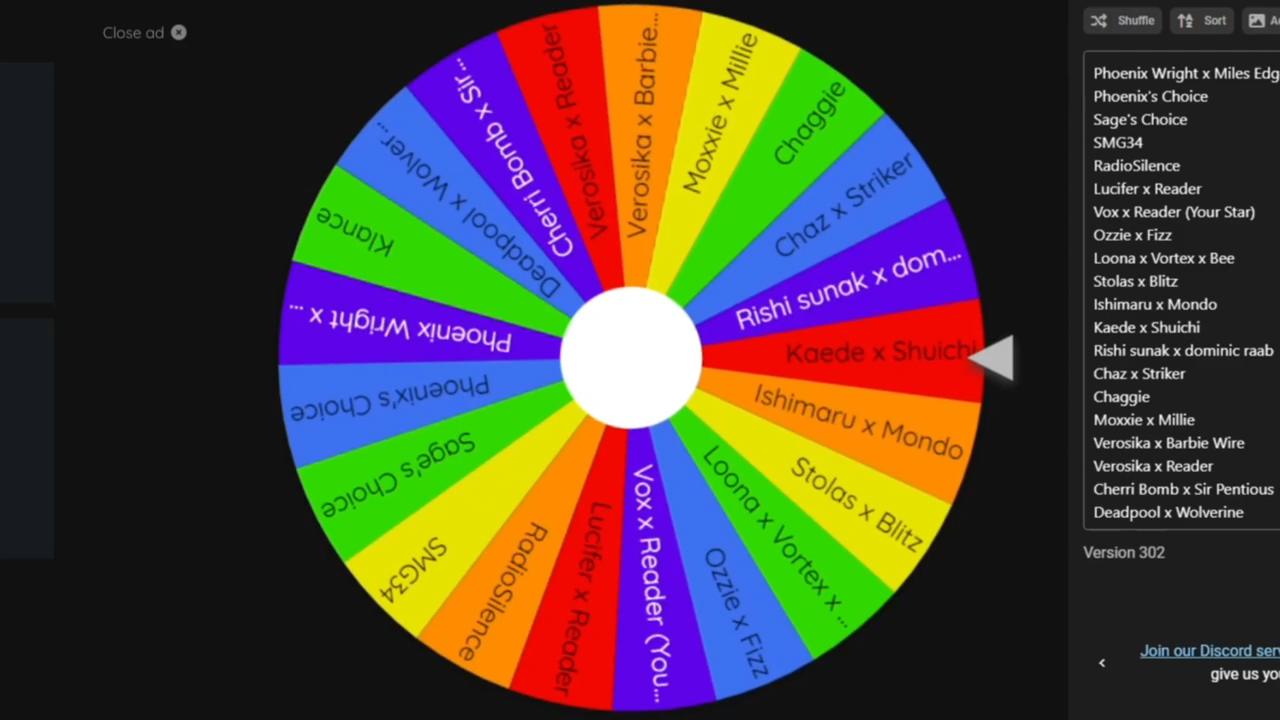 Close ad
Verosika x Barbie...
Moxxie x Millie
Chaggie
Chaz x Striker
Rishi sunak x dom...
Kaede x Shuichi
Ishimaru x Mondo
Stolas x Blitz
Loona x Vortex x ...
Ozzie x Fizz
Vox x Reader (You...
Lucifer x Reader
RadioSilence
SMG34
Sage's Choice
Phoenix's Choice
Phoenix Wright x ...
Klance
Deadpool x Wolver...
Cherri Bomb x Sir ...
Verosika x Reader
Shuffle Sort
Phoenix Wright x Miles Edg
Phoenix's Choice
Sage's Choice
SMG34
RadioSilence
Lucifer x Reader
Vox x Reader (Your Star)
Ozzie x Fizz
Loona x Vortex x Bee
Stolas x Blitz
Ishimaru x Mondo
Kaede x Shuichi
Rishi sunak x dominic raab
Chaz x Striker
Chaggie
Moxxie x Millie
Verosika x Barbie Wire
Verosika x Reader
Cherri Bomb x Sir Pentious
Deadpool x Wolverine
Version 302
Join our Discord serv
give us yo